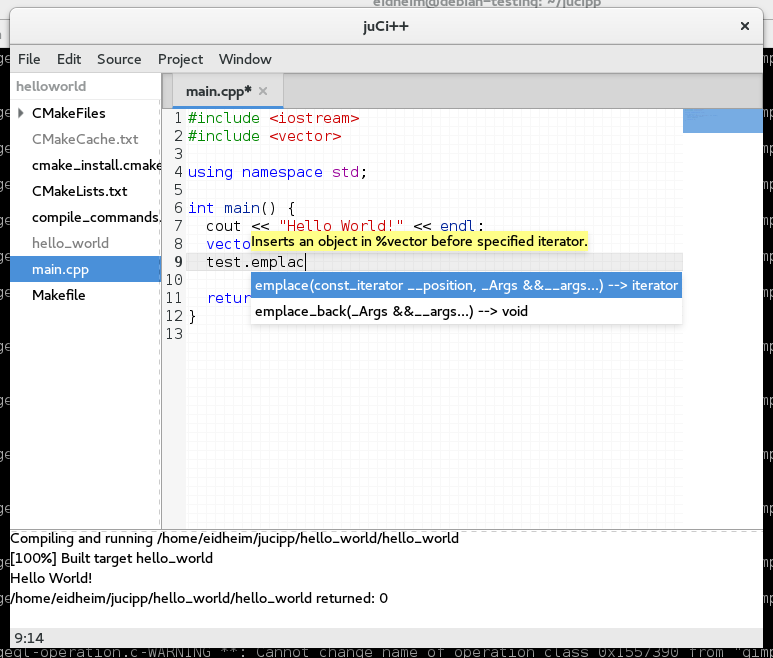 eidheim@debian-testing: ~/jucipp
juCi++
File Edit Source Project Window
helloworld
CMakeFiles
CMakeCache.txt
cmake_install.cmake
CMakeLists.txt
compile_commands.
hello_world
main.cpp
Makefile
main.cpp*
1 #include <iostream>
2 #include <vector>
3
4 using namespace std;
5
6 int main() {
7 cout << "Hello World!" << endl;
8 vecto
Inserts an object in %vector before specified iterator.
9 test.emplac
10
emplace(const_iterator __position, _Args &&__args...) --> iterator
11 retur
emplace_back(_Args &&__args...) --> void
12 }
13
Compiling and running /home/eidheim/jucipp/hello_world/hello_world
[100%] Built target hello_world
Hello World!
/home/eidheim/jucipp/hello_world/hello_world returned: 0
9:14
gegl-operation.c-WARNING **: Cannot change name of operation class 0x1557390 from "gimp